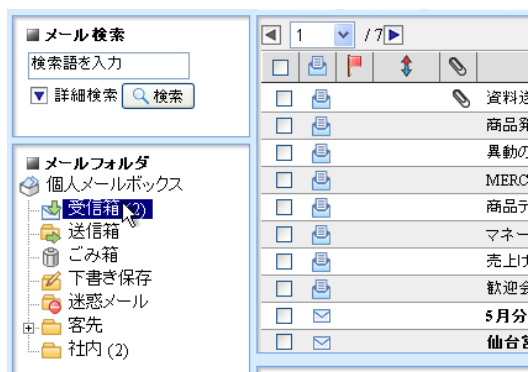 ■メール検索
検索語を入力
詳細検索 検索
■メールフォルダ
個人メールボックス
受信箱 (2)
送信箱
ごみ箱
下書き保存
迷惑メール
客先
社内 (2)
1 / 7
資料送
商品発
異動の
MERC
商品デ
マネー
売上げ
歓迎会
5月分
仙台宮